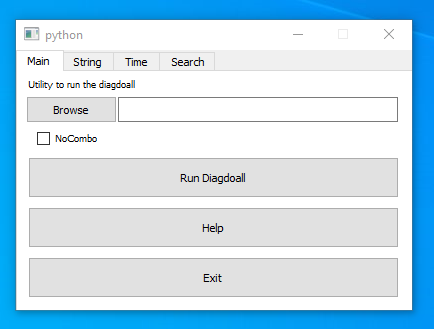 python
Main String Time Search
Utility to run the diagdoall
Browse
NoCombo
Run Diagdoall
Help
Exit